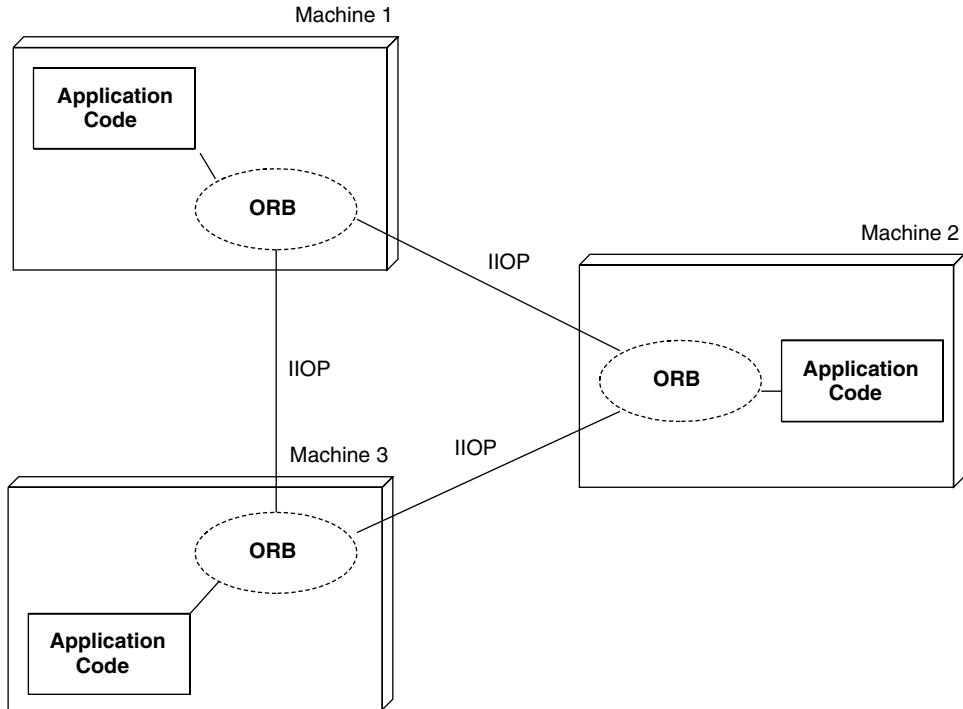 Machine 1
Application
Code
ORB
Machine 2
IIOP
IIOP
ORB
Application
Code
IIOP
Machine 3
ORB
Application
Code